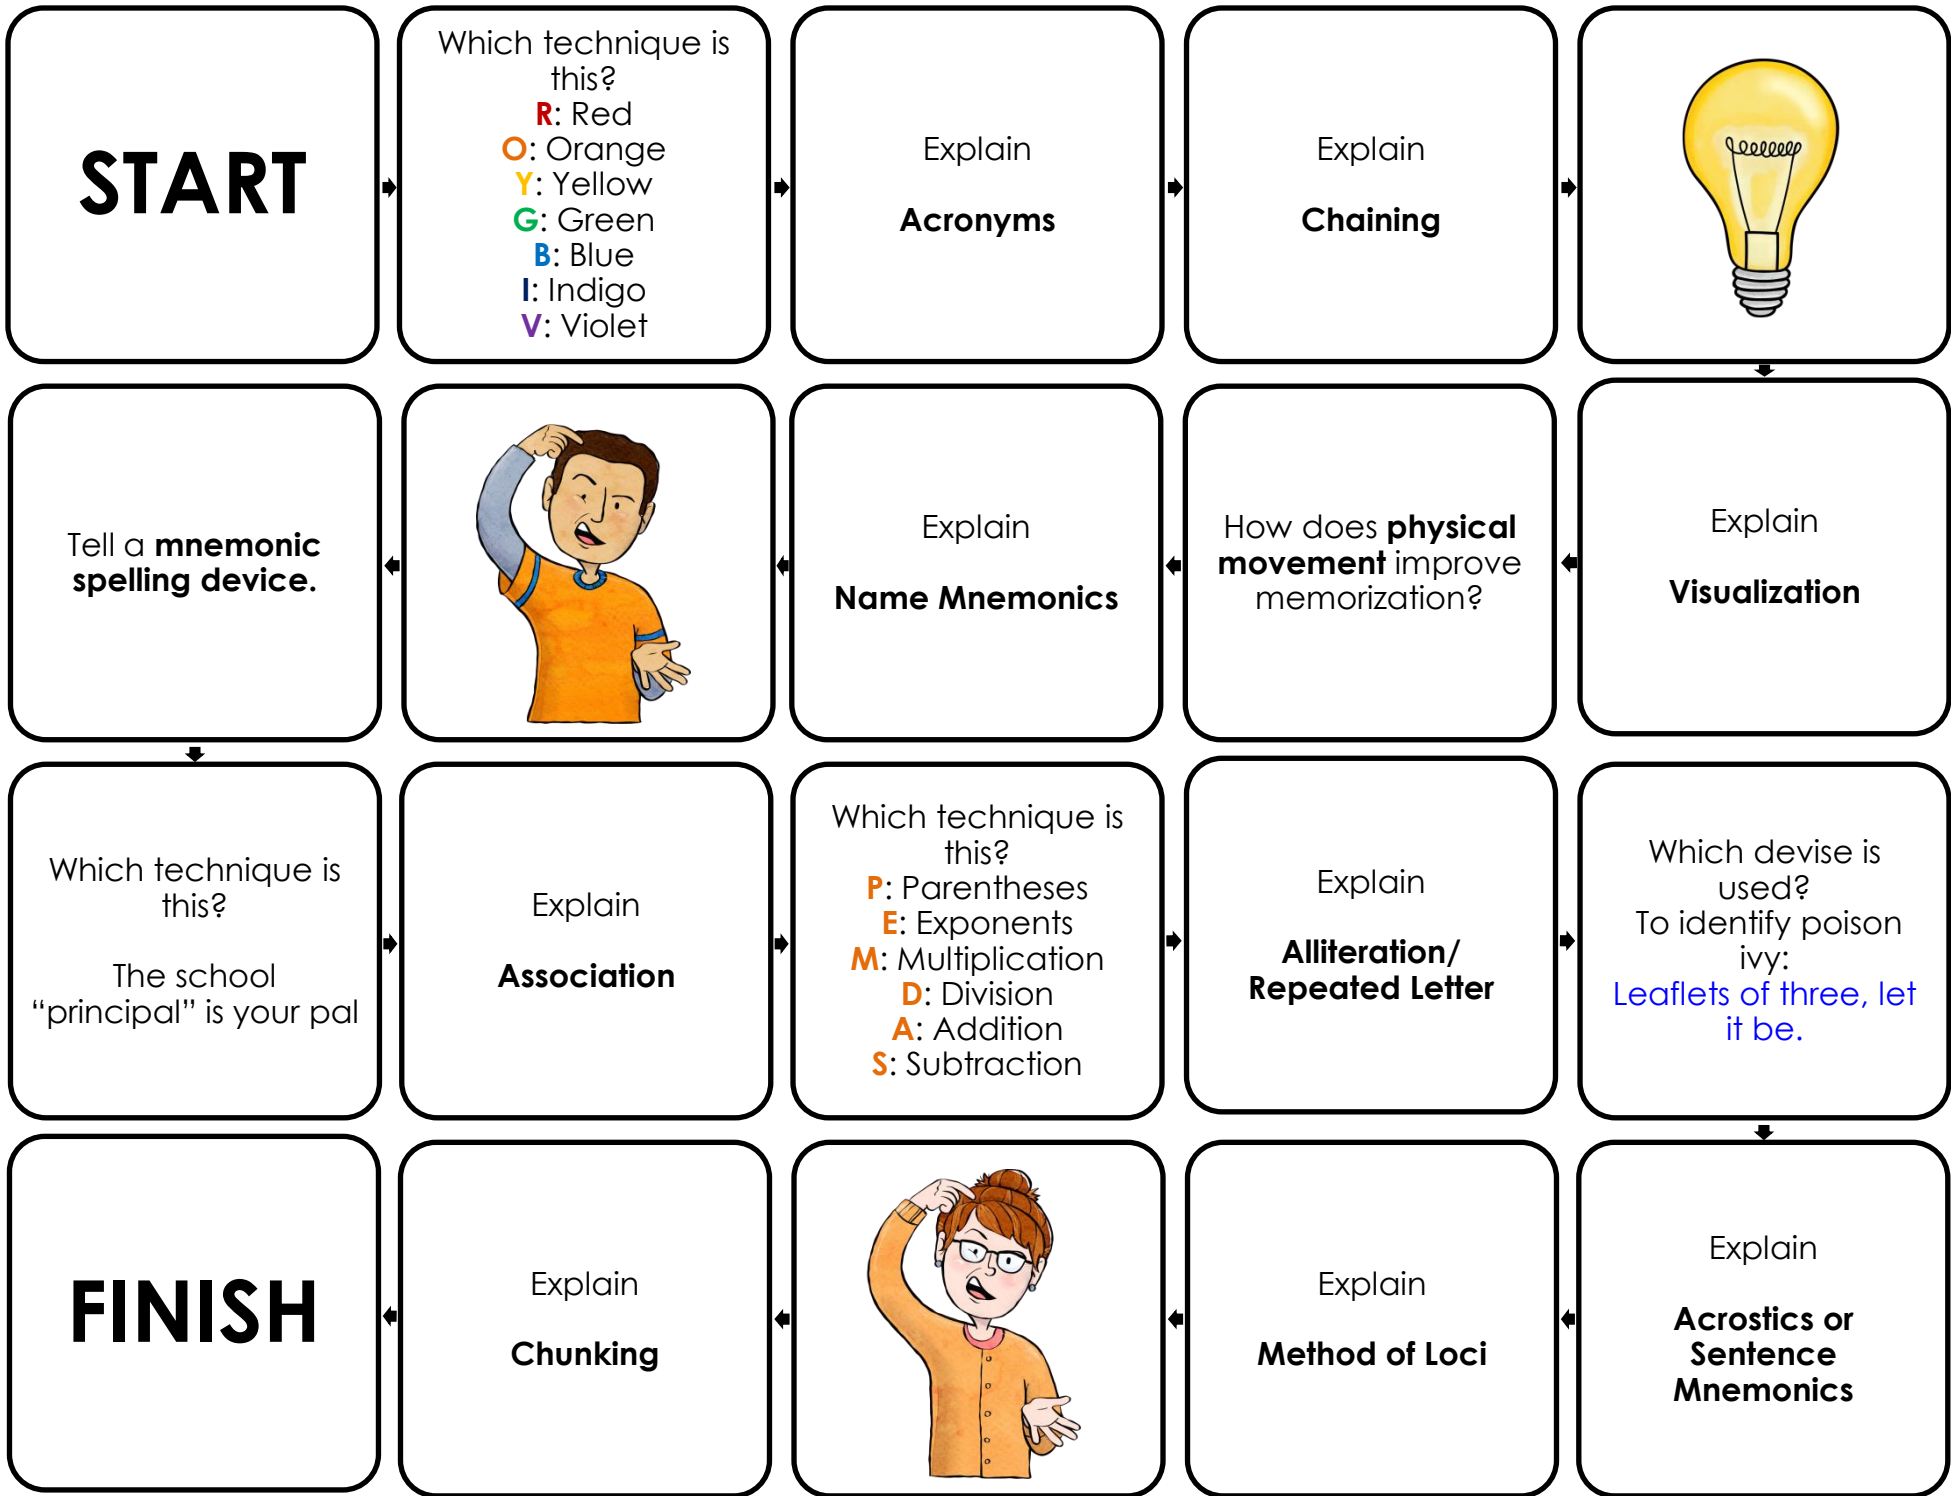 START
Which technique is
this?
R: Red
O: Orange
Y: Yellow
G: Green
B: Blue
I: Indigo
V: Violet
Explain
Acronyms
Explain
Chaining
Explain
Visualization
How does physical
movement improve
memorization?
Explain
Name Mnemonics
Tell a mnemonic
spelling device.
Which technique is
this?
The school
“principal” is your pal
Explain
Association
Which technique is
this?
P: Parentheses
E: Exponents
M: Multiplication
D: Division
A: Addition
S: Subtraction
Explain
Alliteration/
Repeated Letter
Which devise is
used?
To identify poison
ivy:
Leaflets of three, let
it be.
Explain
Acrostics or
Sentence
Mnemonics
Explain
Method of Loci
Explain
Chunking
FINISH